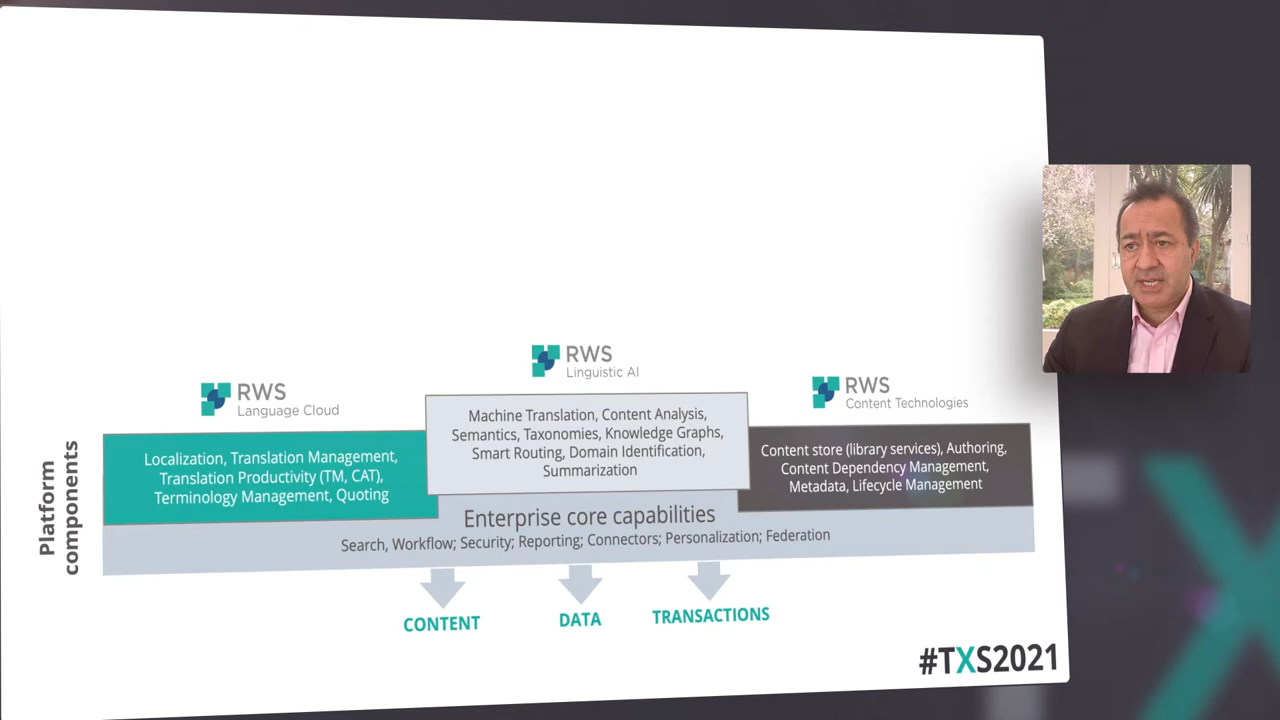 RWS
Linguistic AI
RWS
Language Cloud
RWS
Content Technologies
Platform
components
Localization, Translation Management,
Translation Productivity (TM, CAT),
Terminology Management, Quoting
Machine Translation, Content Analysis,
Semantics, Taxonomies, Knowledge Graphs,
Smart Routing, Domain Identification,
Summarization
Content store (library services), Authoring,
Content Dependency Management,
Metadata, Lifecycle Management
Enterprise core capabilities
Search, Workflow; Security; Reporting; Connectors; Personalization; Federation
CONTENT
DATA
TRANSACTIONS
#TXS2021